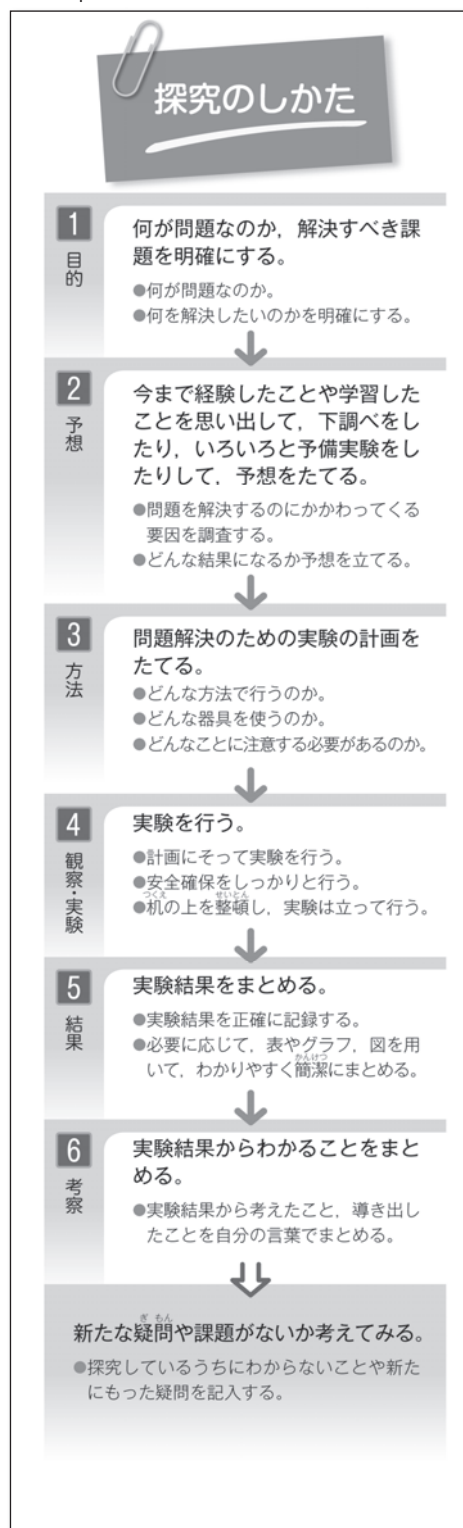 探究のしかた
1
目的
何が問題なのか，解決すべき課
題を明確にする。
●何が問題なのか。
●何を解決したいのかを明確にする。
2
予想
今まで経験したことや学習した
ことを思い出して，下調べをし
たり，いろいろと予備実験をし
たりして，予想をたてる。
●問題を解決するのにかかわってくる
要因を調査する。
●どんな結果になるか予想を立てる。
3
方法
問題解決のための実験の計画を
たてる。
●どんな方法で行うのか。
●どんな器具を使うのか。
●どんなことに注意する必要があるのか。
4
観察・実験
実験を行う。
●計画にそって実験を行う。
●安全確保をしっかりと行う。
つくえ せいとん
●机の上を整頓し，実験は立って行う。
5
結果
実験結果をまとめる。
●実験結果を正確に記録する。
●必要に応じて，表やグラフ，図を用
かんけつ
いて，わかりやすく簡潔にまとめる。
6
考察
実験結果からわかることをまと
める。
●実験結果から考えたこと，導き出し
たことを自分の言葉でまとめる。
ぎもん
新たな疑問や課題がないか考えてみる。
●探究しているうちにわからないことや新た
にもった疑問を記入する。